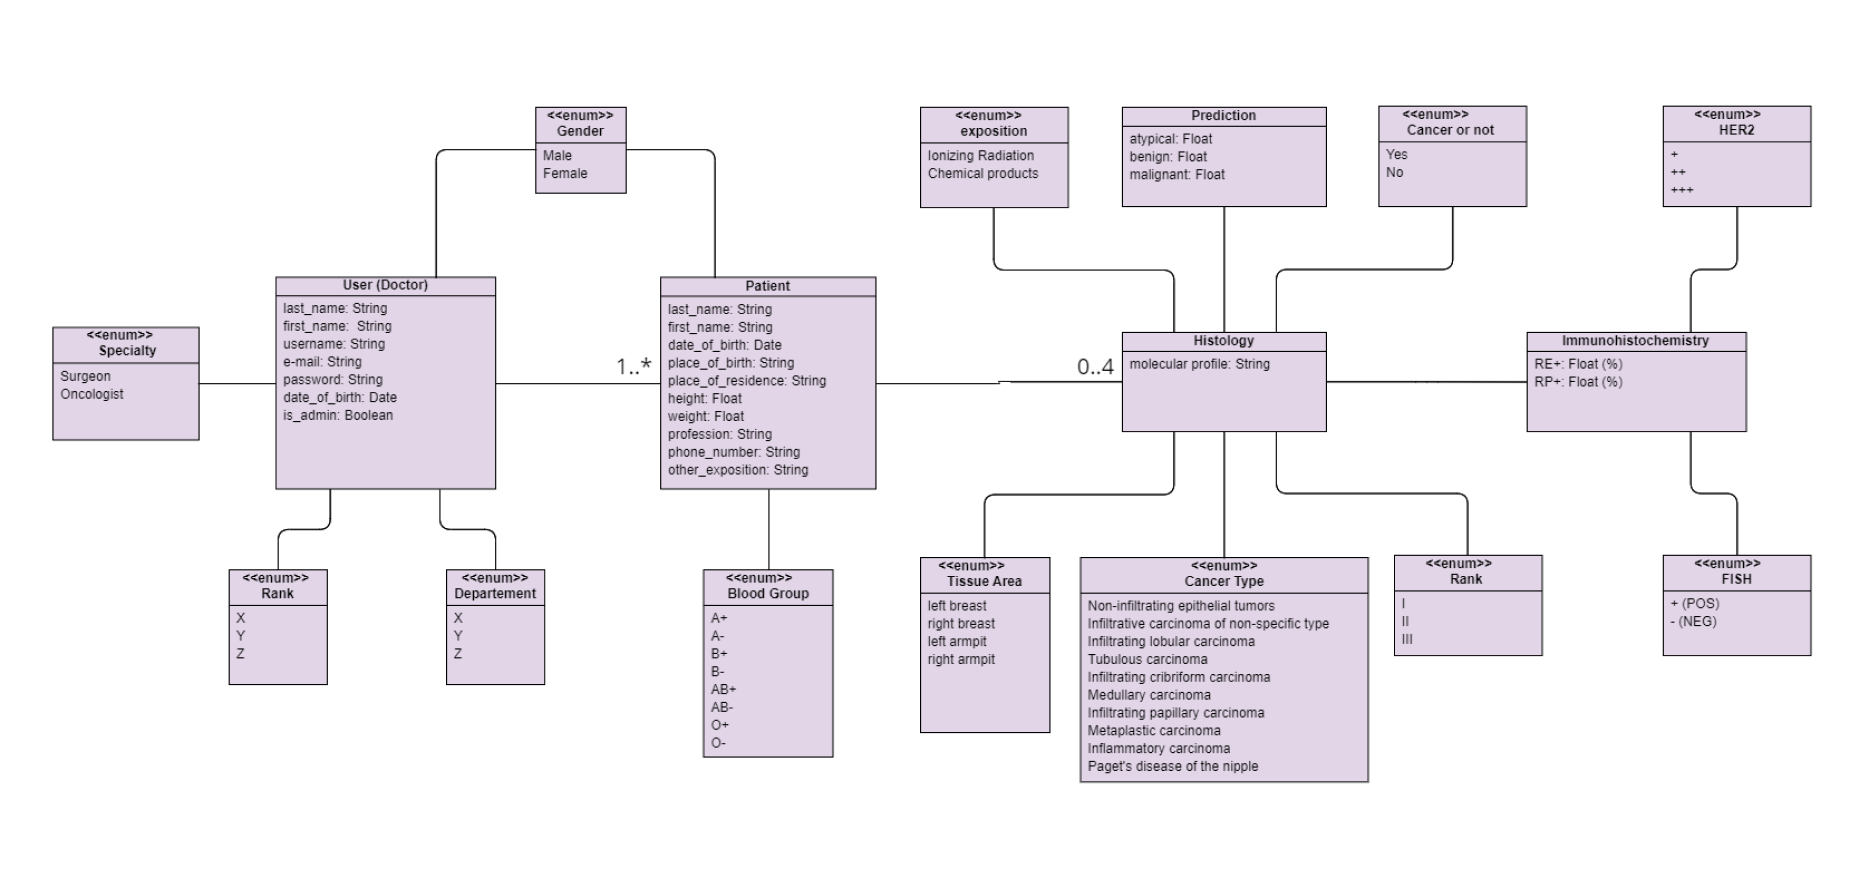 <<enum>>
Gender
Male
Female
<<enum>>
exposition
Ionizing Radiation
Chemical products
Prediction
atypical: Float
benign: Float
malignant: Float
<<enum>>
Cancer or not
Yes
No
<<enum>>
HER2
+
++
+++
<<enum>>
Specialty
Surgeon
Oncologist
User (Doctor)
last_name: String
first_name: String
username: String
e-mail: String
password: String
date_of_birth: Date
is_admin: Boolean
1..*
Patient
last_name: String
first_name: String
date_of_birth: Date
place_of_birth: String
place_of_residence: String
height: Float
weight: Float
profession: String
phone_number: String
other_exposition: String
0..4
Histology
molecular profile: String
Immunohistochemistry
RE+: Float (%)
RP+: Float (%)
<<enum>>
Rank
X
Y
Z
<<enum>>
Departement
X
Y
Z
<<enum>>
Blood Group
A+
A-
B+
B-
AB+
AB-
O+
O-
<<enum>>
Tissue Area
left breast
right breast
left armpit
right armpit
<<enum>>
Cancer Type
Non-infiltrating epithelial tumors
Infiltrative carcinoma of non-specific type
Infiltrating lobular carcinoma
Tubulous carcinoma
Infiltrating cribriform carcinoma
Medullary carcinoma
Infiltrating papillary carcinoma
Metaplastic carcinoma
Inflammatory carcinoma
Paget's disease of the nipple
<<enum>>
Rank
I
II
III
<<enum>>
FISH
+ (POS)
- (NEG)